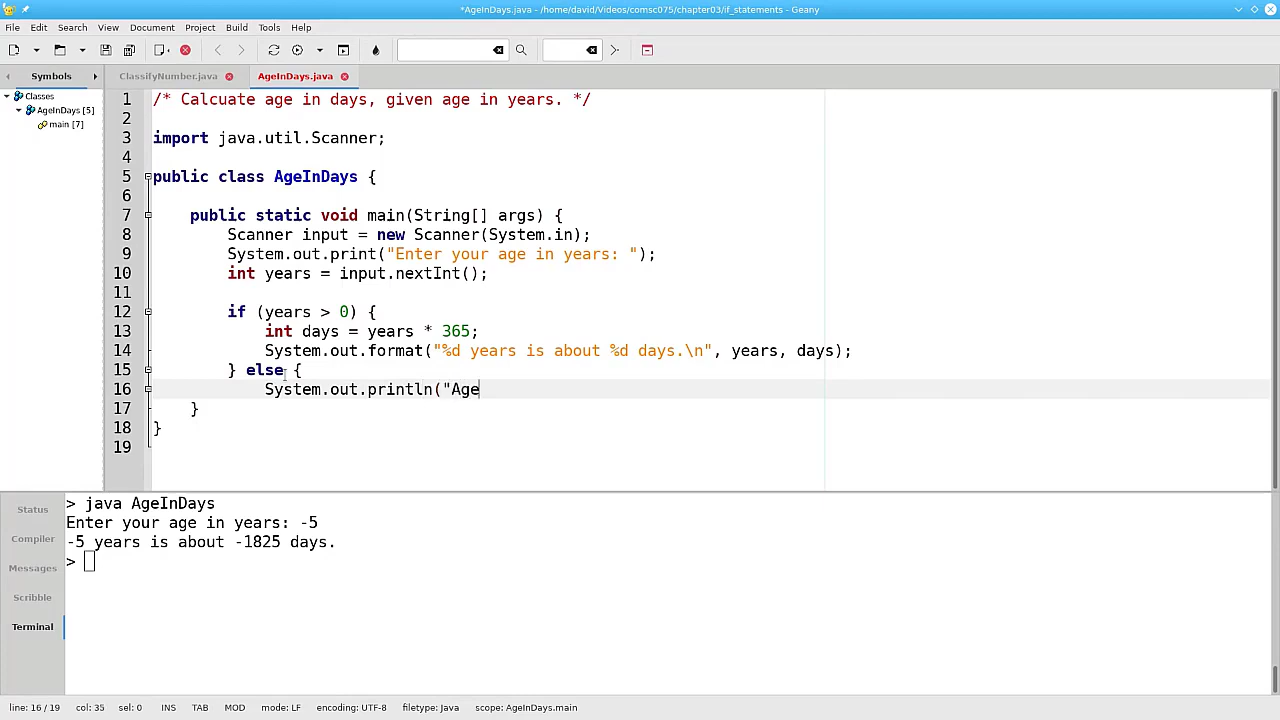 *AgeInDays.java - /home/david/Videos/comsc075/chapter03/if_statements - Geany
File Edit Search View Document Project Build Tools Help
Symbols ClassifyNumber.java AgeInDays.java
Classes
AgeInDays [5]
main [7]
1 /* Calcuate age in days, given age in years. */
2
3 import java.util.Scanner;
4
5 public class AgeInDays {
6
7 public static void main(String[] args) {
8 Scanner input = new Scanner(System.in);
9 System.out.print("Enter your age in years: ");
10 int years = input.nextInt();
11
12 if (years > 0) {
13 int days = years * 365;
14 System.out.format("%d years is about %d days.\n", years, days);
15 } else {
16 System.out.println("Age
17 }
18 }
19
Status
Compiler
Messages
Scribble
Terminal
> java AgeInDays
Enter your age in years: -5
-5 years is about -1825 days.
>
line: 16 / 19 col: 35 sel: 0 INS TAB MOD mode: LF encoding: UTF-8 filetype: Java scope: AgeInDays.main